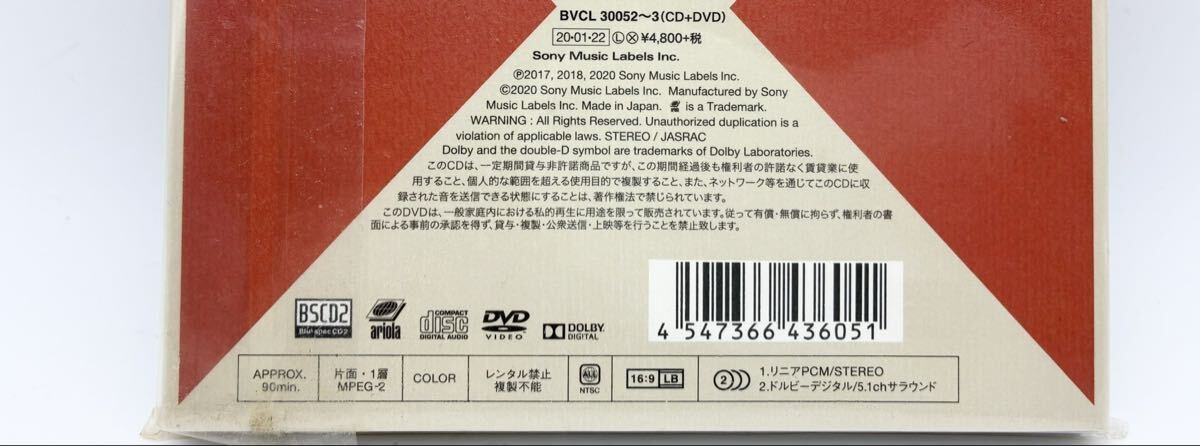 BVCL 30052～3(CD+DVD)
20・01・22 Ⓛ Ⓧ ¥4,800+税
Sony Music Labels Inc.
Ⓟ2017, 2018, 2020 Sony Music Labels Inc.
©2020 Sony Music Labels Inc. Manufactured by Sony
Music Labels Inc. Made in Japan. is a Trademark.
WARNING : All Rights Reserved. Unauthorized duplication is a
violation of applicable laws. STEREO / JASRAC
Dolby and the double-D symbol are trademarks of Dolby Laboratories.
このCDは、一定期間貸与非許諾商品ですが、この期間経過後も権利者の許諾なく賃貸業に使
用すること、個人的な範囲を超える使用目的で複製すること、また、ネットワーク等を通じてこのCDに収
録された音を送信できる状態にすることは、著作権法で禁じられています。
このDVDは、一般家庭内における私的再生に用途を限って販売されています。従って有償・無償に拘らず、権利者の書
面による事前の承認を得ず、貸与・複製・公衆送信・上映等を行うことを禁止致します。
BSCD2
Blu-spec CD2
ariola
COMPACT
disc
DIGITAL AUDIO
DVD
VIDEO
DOLBY
DIGITAL
4 547366 436051
APPROX.
90min.
片面・1層
MPEG-2
COLOR
レンタル禁止
複製不能
ALL
NTSC
16:9 LB
2
1.リニアPCM/STEREO
2.ドルビーデジタル/5.1chサラウンド